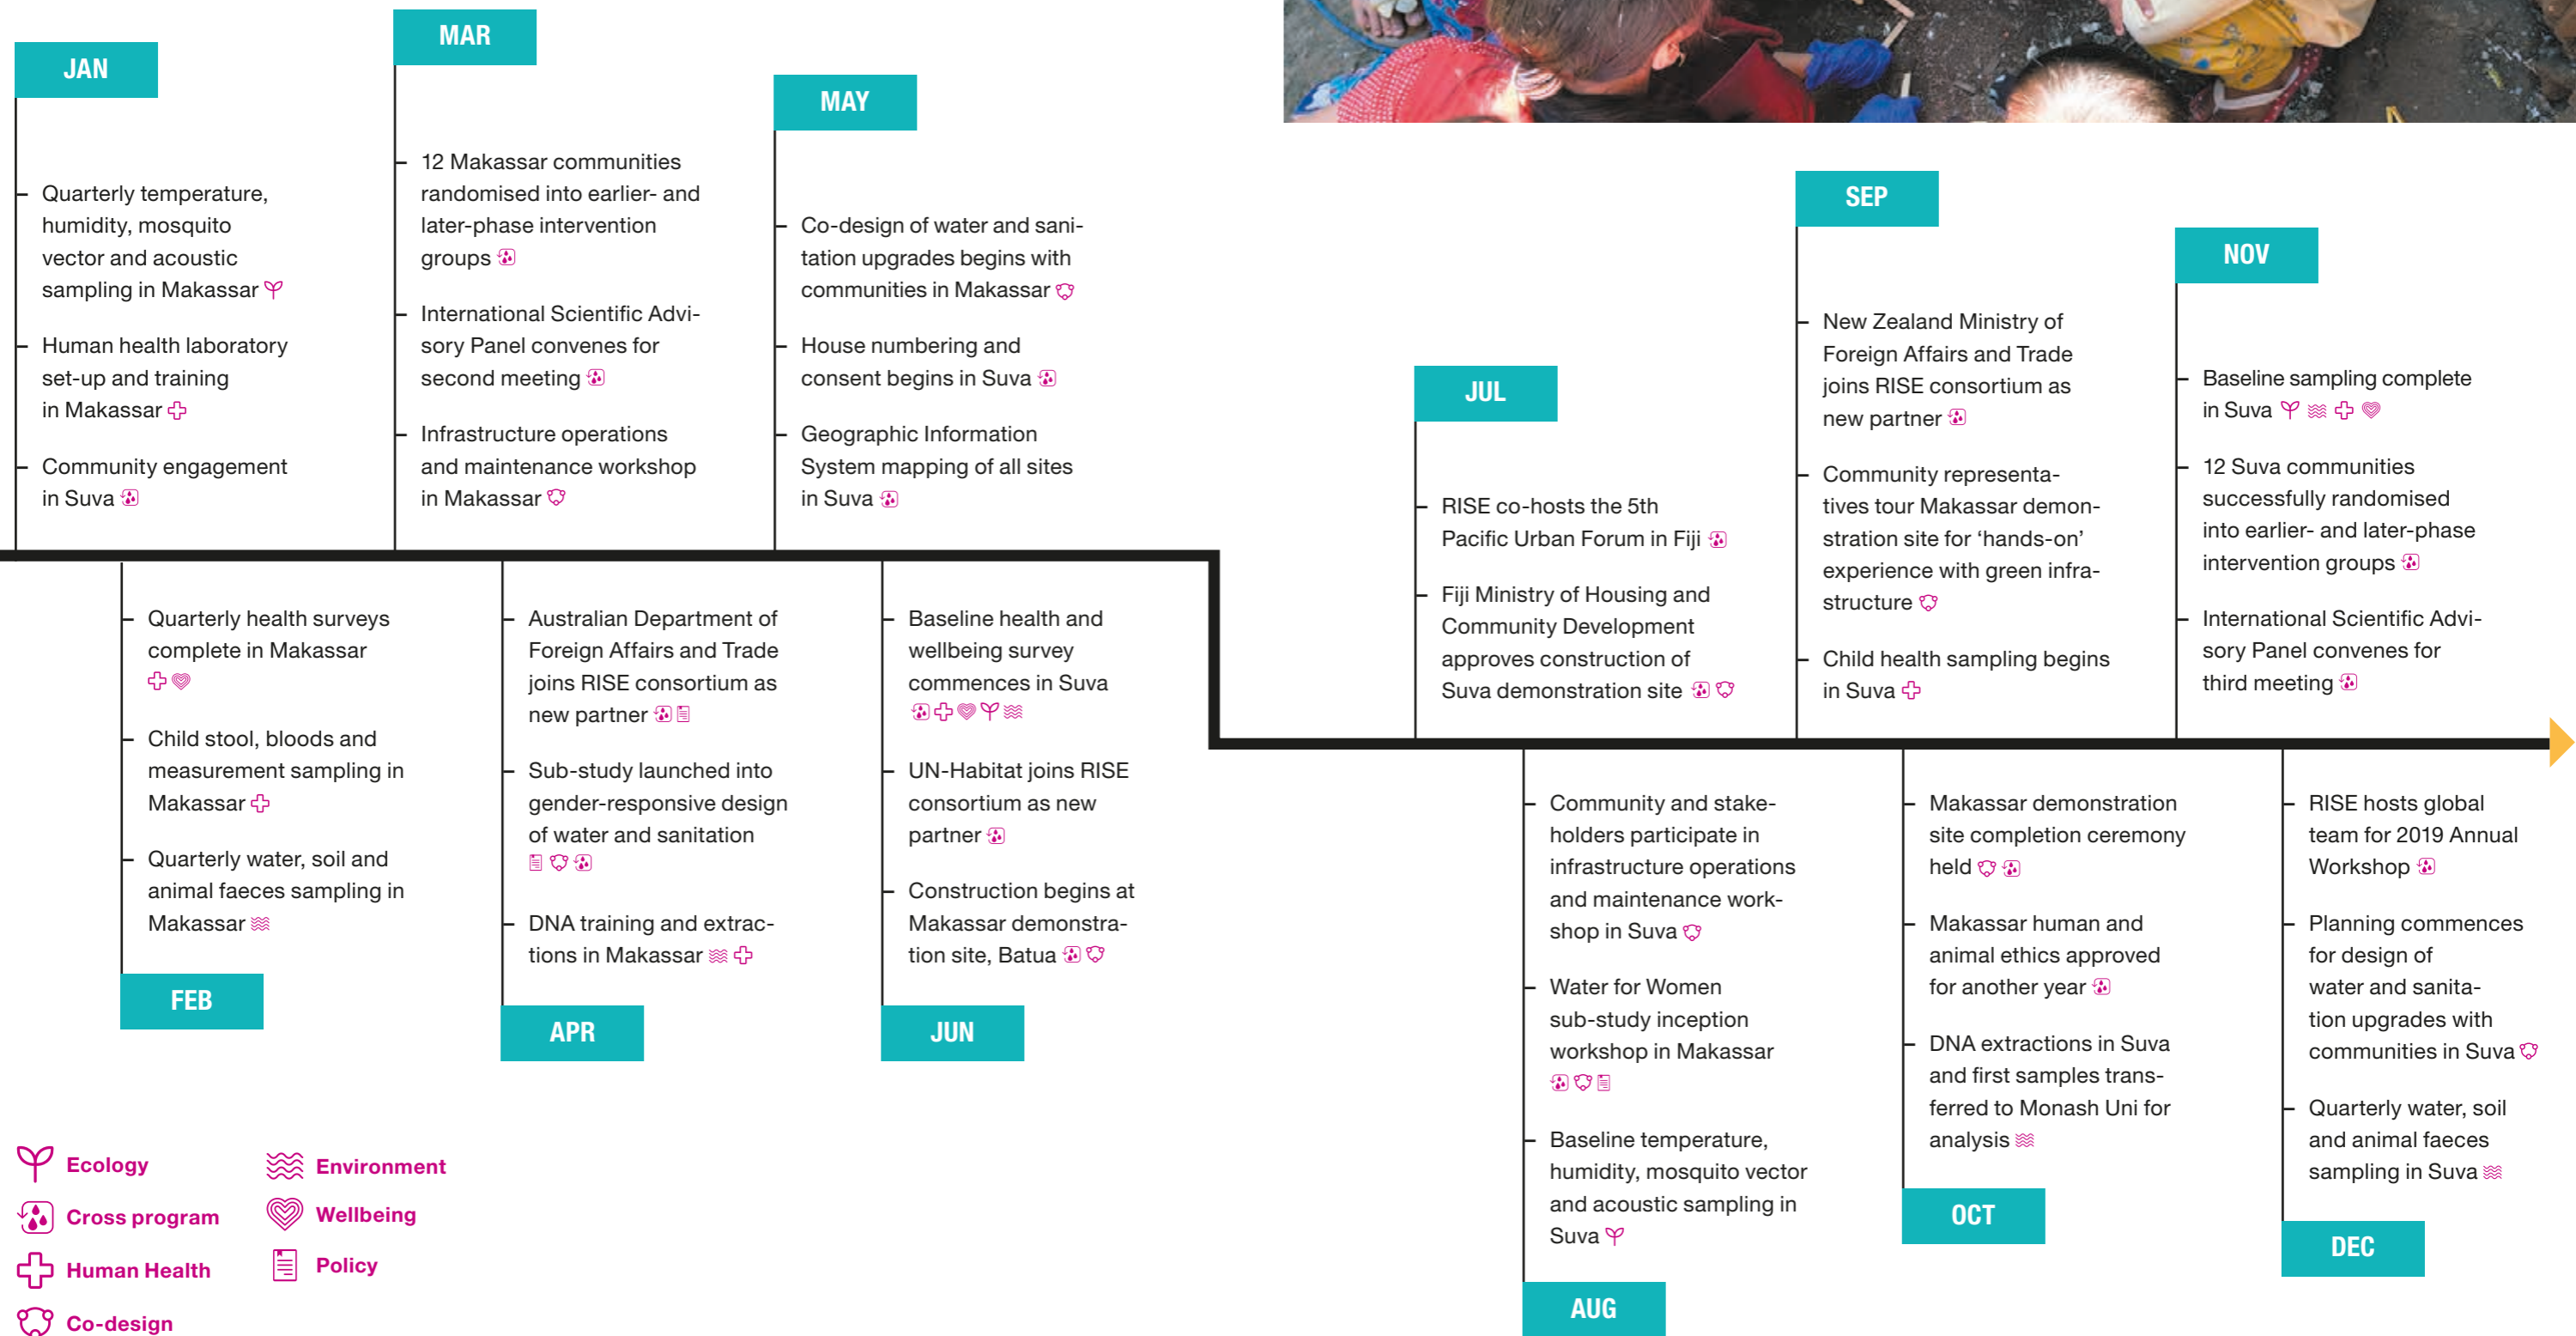 JAN
Quarterly temperature,
humidity, mosquito
vector and acoustic
sampling in Makassar
Human health laboratory
set-up and training
in Makassar
Community engagement
in Suva
FEB
Quarterly health surveys
complete in Makassar
Child stool, bloods and
measurement sampling in
Makassar
Quarterly water, soil and
animal faeces sampling in
Makassar
MAR
12 Makassar communities
randomised into earlier- and
later-phase intervention
groups
International Scientific Advi-
sory Panel convenes for
second meeting
Infrastructure operations
and maintenance workshop
in Makassar
APR
Australian Department of
Foreign Affairs and Trade
joins RISE consortium as
new partner
Sub-study launched into
gender-responsive design
of water and sanitation
DNA training and extrac-
tions in Makassar
MAY
Co-design of water and sani-
tation upgrades begins with
communities in Makassar
House numbering and
consent begins in Suva
Geographic Information
System mapping of all sites
in Suva
JUN
Baseline health and
wellbeing survey
commences in Suva
UN-Habitat joins RISE
consortium as new
partner
Construction begins at
Makassar demonstra-
tion site, Batua
JUL
RISE co-hosts the 5th
Pacific Urban Forum in Fiji
Fiji Ministry of Housing and
Community Development
approves construction of
Suva demonstration site
AUG
Community and stake-
holders participate in
infrastructure operations
and maintenance work-
shop in Suva
Water for Women
sub-study inception
workshop in Makassar
Baseline temperature,
humidity, mosquito vector
and acoustic sampling in
Suva
SEP
New Zealand Ministry of
Foreign Affairs and Trade
joins RISE consortium as
new partner
Community representa-
tives tour Makassar demon-
stration site for ‘hands-on’
experience with green infra-
structure
Child health sampling begins
in Suva
OCT
Makassar demonstration
site completion ceremony
held
Makassar human and
animal ethics approved
for another year
DNA extractions in Suva
and first samples trans-
ferred to Monash Uni for
analysis
NOV
Baseline sampling complete
in Suva
12 Suva communities
successfully randomised
into earlier- and later-phase
intervention groups
International Scientific Advi-
sory Panel convenes for
third meeting
DEC
RISE hosts global
team for 2019 Annual
Workshop
Planning commences
for design of
water and sanita-
tion upgrades with
communities in Suva
Quarterly water, soil
and animal faeces
sampling in Suva
Ecology
Cross program
Human Health
Co-design
Environment
Wellbeing
Policy